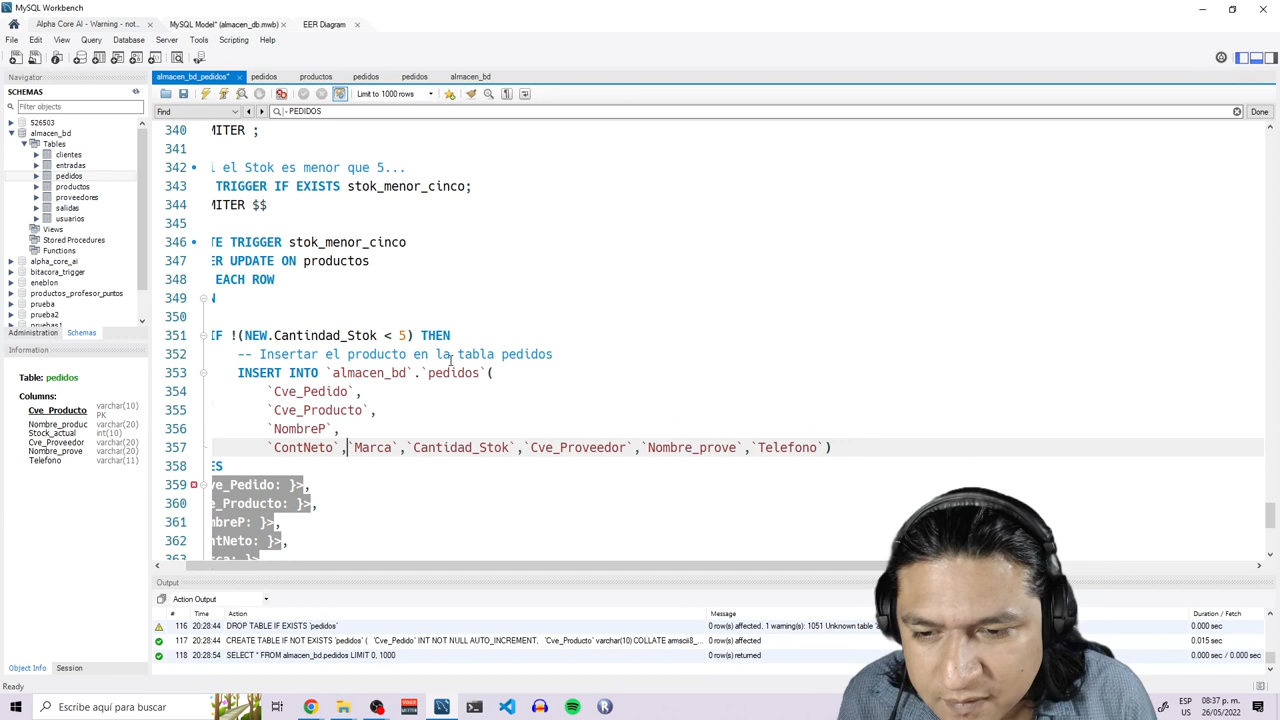 MySQL Workbench
Alpha Core AI - Warning - not...
MySQL Model* (almacen_db.mwb)
EER Diagram
File Edit View Query Database Server Tools Scripting Help
Navigator
SCHEMAS
Filter objects
526503
almacen_bd
Tables
clientes
entradas
pedidos
productos
proveedores
salidas
usuarios
Views
Stored Procedures
Functions
alpha_core_ai
bitacora_trigger
eneblon
productos_profesor_puntos
prueba
prueba2
pruebas1
Administration Schemas
Information
Table: pedidos
Columns:
Cve_Producto varchar(10) PK
Nombre_produc varchar(20)
Stock_actual int(10)
Cve_Proveedor varchar(20)
Nombre_prove varchar(20)
Telefono varchar(11)
Object Info Session
Ready
almacen_bd_pedidos* pedidos productos pedidos pedidos almacen_bd
Limit to 1000 rows
Find PEDIDOS Done
340 MITER ;
341
342 i el Stok es menor que 5...
343 TRIGGER IF EXISTS stok_menor_cinco;
344 MITER $$
345
346 TE TRIGGER stok_menor_cinco
347 ER UPDATE ON productos
348 EACH ROW
349 N
350
351 IF !(NEW.Cantindad_Stok < 5) THEN
352 -- Insertar el producto en la tabla pedidos
353 INSERT INTO `almacen_bd`.`pedidos`(
354 `Cve_Pedido`,
355 `Cve_Producto`,
356 `NombreP`,
357 `ContNeto`,`Marca`,`Cantidad_Stok`,`Cve_Proveedor`,`Nombre_prove`,`Telefono`)
358 ES
359 ve_Pedido: }>,
360 e_Producto: }>,
361 mbreP: }>,
362 ntNeto: }>,
363 rca: }>
Output
Action Output
# Time Action Message Duration / Fetch
116 20:28:44 DROP TABLE IF EXISTS `pedidos` 0 row(s) affected, 1 warning(s): 1051 Unknown table 0.000 sec
117 20:28:44 CREATE TABLE IF NOT EXISTS `pedidos` ( `Cve_Pedido` INT NOT NULL AUTO_INCREMENT, `Cve_Producto` varchar(10) COLLATE armscii8_... 0 row(s) affected 0.015 sec
118 20:28:54 SELECT * FROM almacen_bd.pedidos LIMIT 0, 1000 0 row(s) returned 0.000 sec / 0.000 sec
Escribe aquí para buscar
ESP
US
08:37 p. m.
26/05/2022